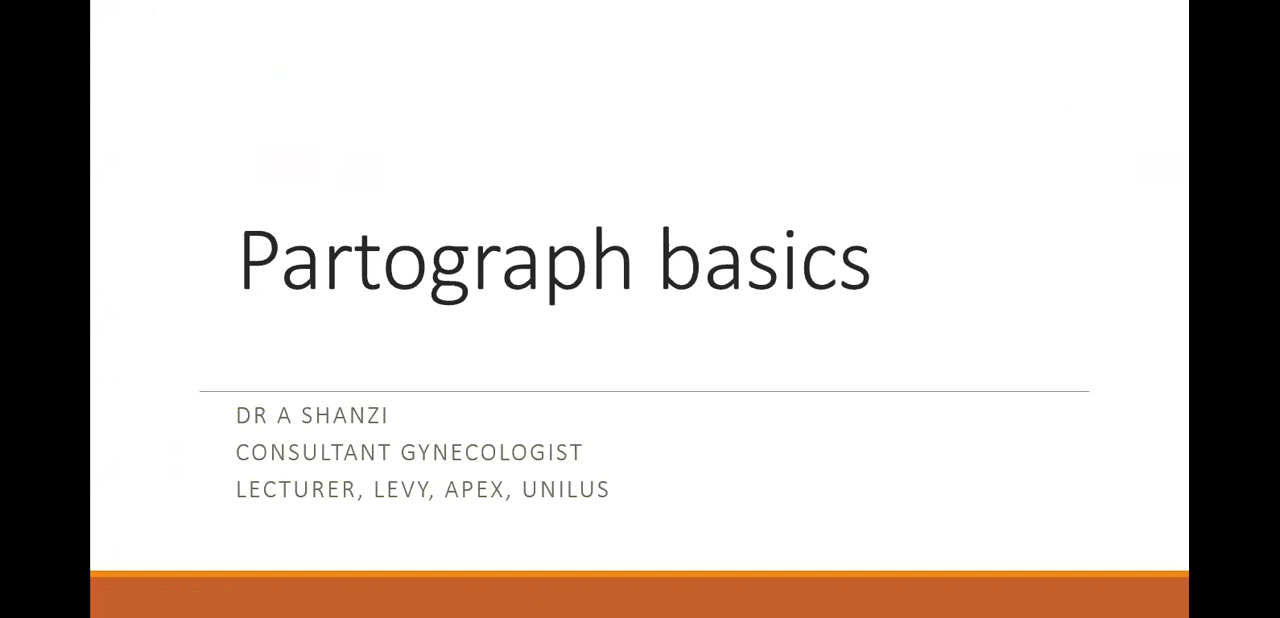 Partograph basics
DR A SHANZI
CONSULTANT GYNECOLOGIST
LECTURER, LEVY, APEX, UNILUS